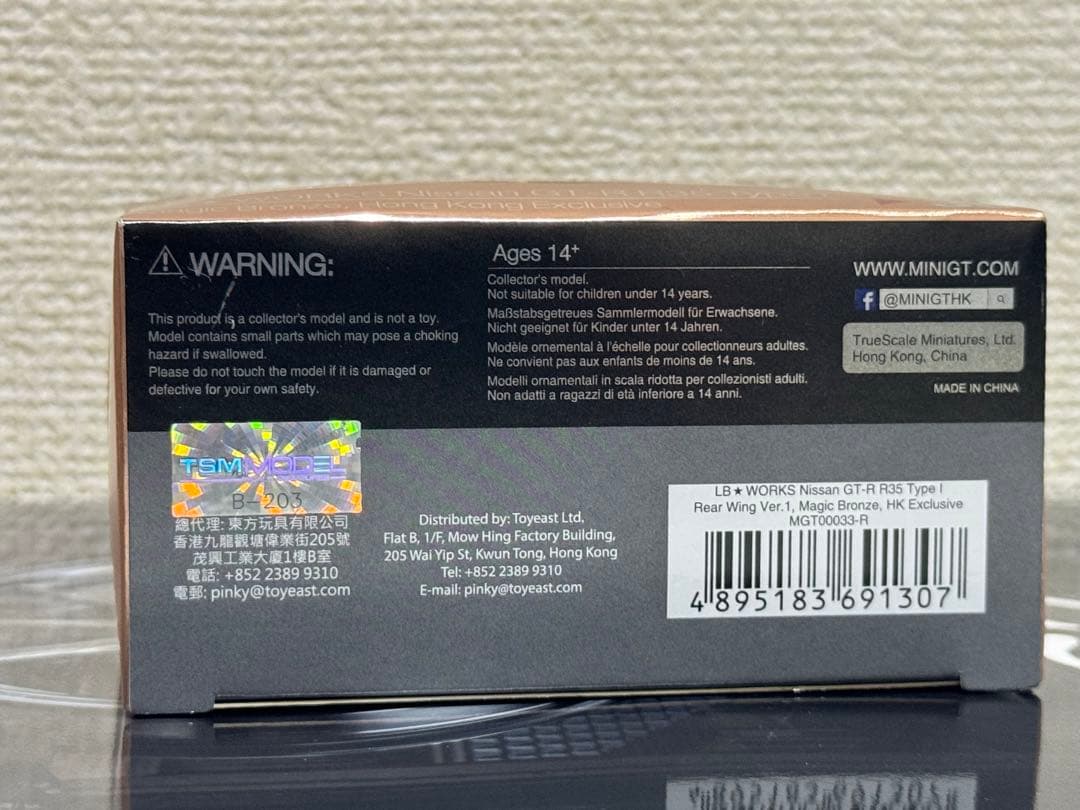 Nissan GT-R R35
Magic Bronze, Hong Kong Exclusive
WARNING:
This product is a collector's model and is not a toy.
Model contains small parts which may pose a choking
hazard if swallowed.
Please do not touch the model if it is damaged or
defective for your own safety.
Ages 14+
Collector's model.
Not suitable for children under 14 years.
Maßstabsgetreues Sammlermodell für Erwachsene.
Nicht geeignet für Kinder unter 14 Jahren.
Modèle ornemental à l'échelle pour collectionneurs adultes.
Ne convient pas aux enfants de moins de 14 ans.
Modelli ornamentali in scala ridotta per collezionisti adulti.
Non adatti a ragazzi di età inferiore a 14 anni.
WWW.MINIGT.COM
f @MINIGTHK
TrueScale Miniatures, Ltd.
Hong Kong, China
MADE IN CHINA
TSM MODEL
B-203
總代理: 東方玩具有限公司
香港九龍觀塘偉業街205號
茂興工業大廈1樓B室
電話: +852 2389 9310
電郵: pinky@toyeast.com
Distributed by: Toyeast Ltd,
Flat B, 1/F, Mow Hing Factory Building,
205 Wai Yip St, Kwun Tong, Hong Kong
Tel: +852 2389 9310
E-mail: pinky@toyeast.com
LB★WORKS Nissan GT-R R35 Type I
Rear Wing Ver.1, Magic Bronze, HK Exclusive
MGT00033-R
4 895183 691307